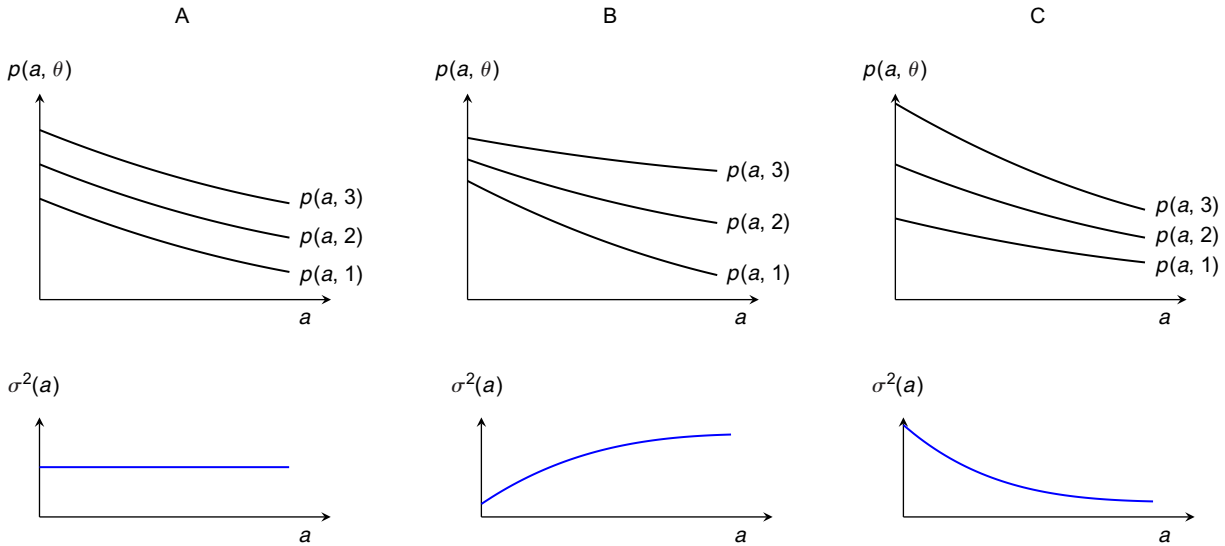 A
B
C
p(a, θ)
p(a, θ)
p(a, θ)
p(a, 3)
p(a, 2)
p(a, 1)
a
p(a, 3)
p(a, 2)
p(a, 1)
a
p(a, 3)
p(a, 2)
p(a, 1)
a
σ²(a)
σ²(a)
σ²(a)
a
a
a